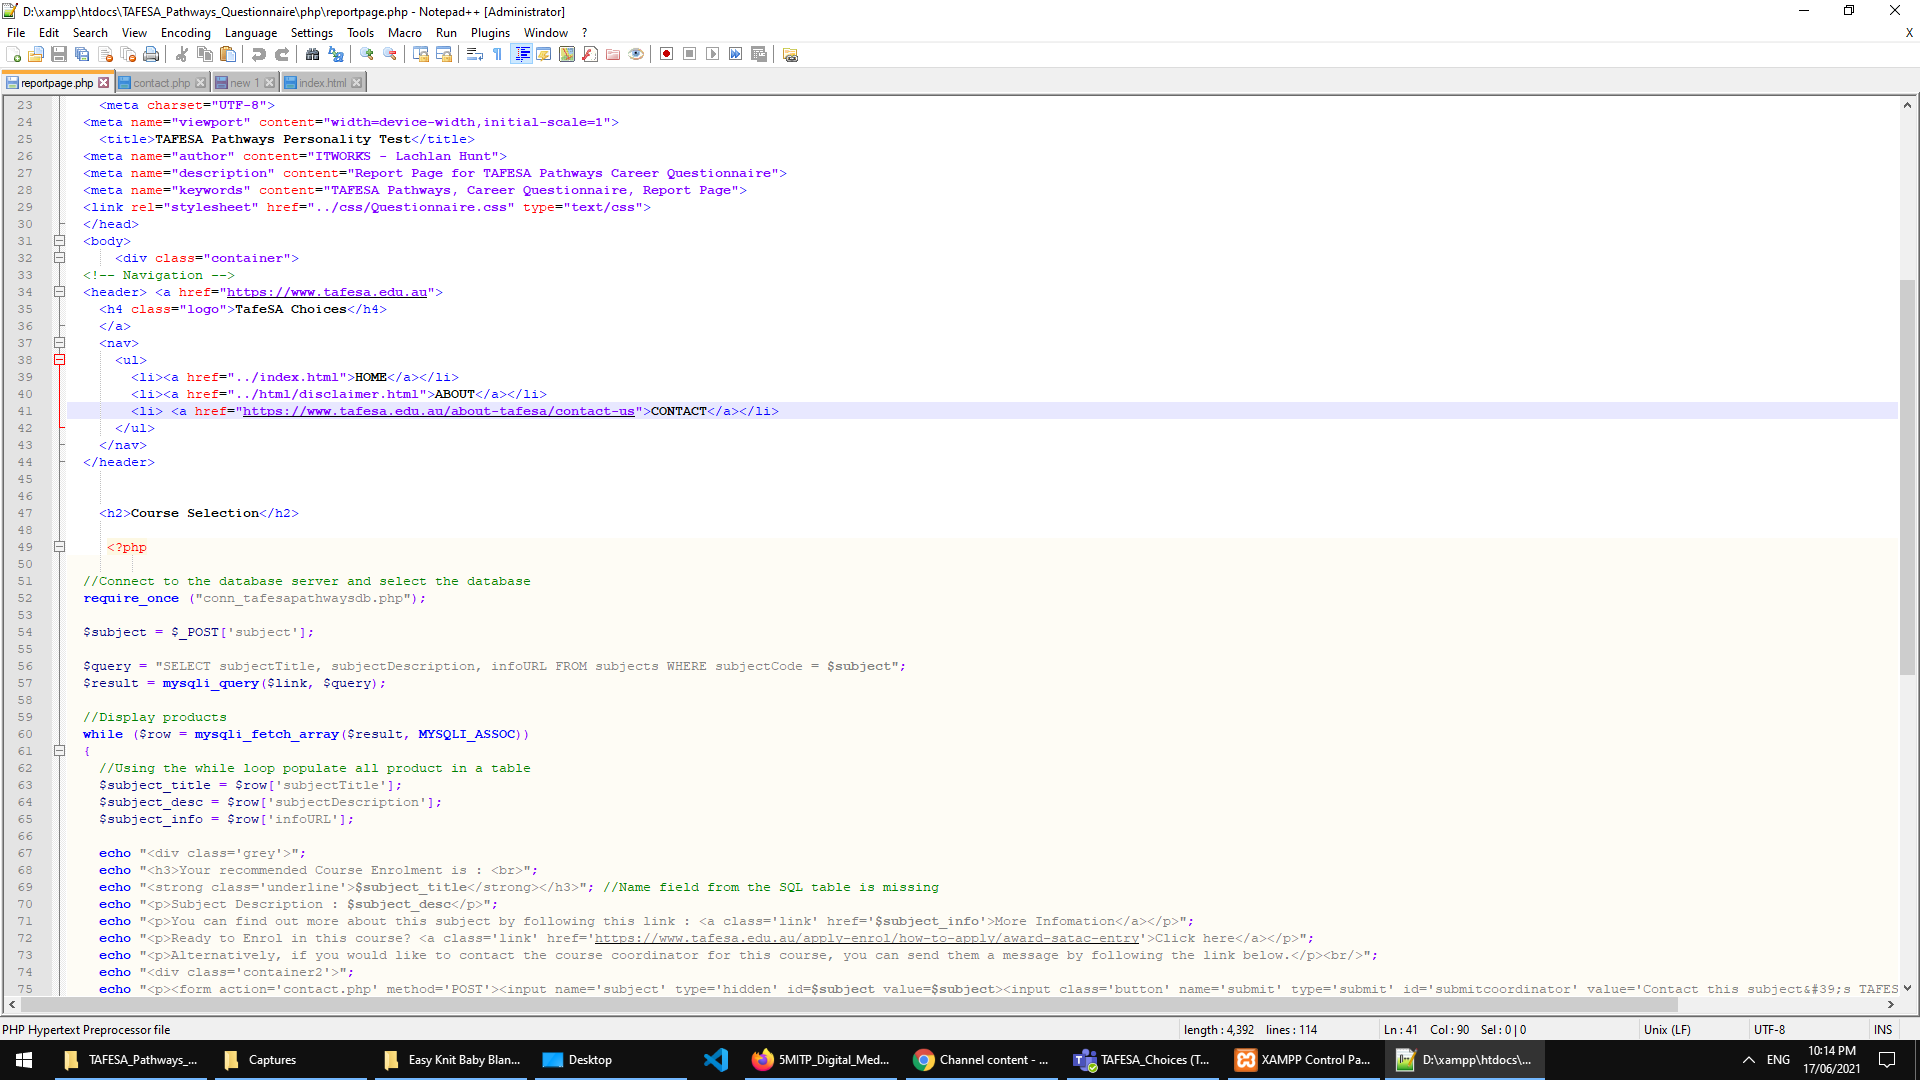 D:\xampp\htdocs\TAFESA_Pathways_Questionnaire\php\reportpage.php - Notepad++ [Administrator]
File Edit Search View Encoding Language Settings Tools Macro Run Plugins Window ? X
reportpage.php contact.php new 1 index.html
23 <meta charset="UTF-8">
24 <meta name="viewport" content="width=device-width,initial-scale=1">
25 <title>TAFESA Pathways Personality Test</title>
26 <meta name="author" content="ITWORKS - Lachlan Hunt">
27 <meta name="description" content="Report Page for TAFESA Pathways Career Questionnaire">
28 <meta name="keywords" content="TAFESA Pathways, Career Questionnaire, Report Page">
29 <link rel="stylesheet" href="../css/Questionnaire.css" type="text/css">
30 </head>
31 <body>
32 <div class="container">
33 <!-- Navigation -->
34 <header> <a href="https://www.tafesa.edu.au">
35 <h4 class="logo">TafeSA Choices</h4>
36 </a>
37 <nav>
38 <ul>
39 <li><a href="../index.html">HOME</a></li>
40 <li><a href="../html/disclaimer.html">ABOUT</a></li>
41 <li> <a href="https://www.tafesa.edu.au/about-tafesa/contact-us">CONTACT</a></li>
42 </ul>
43 </nav>
44 </header>
45
46
47 <h2>Course Selection</h2>
48
49 <?php
50
51 //Connect to the database server and select the database
52 require_once ("conn_tafesapathwaysdb.php");
53
54 $subject = $_POST['subject'];
55
56 $query = "SELECT subjectTitle, subjectDescription, infoURL FROM subjects WHERE subjectCode = $subject";
57 $result = mysqli_query($link, $query);
58
59 //Display products
60 while ($row = mysqli_fetch_array($result, MYSQLI_ASSOC))
61 {
62 //Using the while loop populate all product in a table
63 $subject_title = $row['subjectTitle'];
64 $subject_desc = $row['subjectDescription'];
65 $subject_info = $row['infoURL'];
66
67 echo "<div class='grey'>";
68 echo "<h3>Your recommended Course Enrolment is : <br>";
69 echo "<strong class='underline'>$subject_title</strong></h3>"; //Name field from the SQL table is missing
70 echo "<p>Subject Description : $subject_desc</p>";
71 echo "<p>You can find out more about this subject by following this link : <a class='link' href='$subject_info'>More Infomation</a></p>";
72 echo "<p>Ready to Enrol in this course? <a class='link' href='https://www.tafesa.edu.au/apply-enrol/how-to-apply/award-satac-entry'>Click here</a></p>";
73 echo "<p>Alternatively, if you would like to contact the course coordinator for this course, you can send them a message by following the link below.</p><br/>";
74 echo "<div class='container2'>";
75 echo "<p><form action='contact.php' method='POST'><input name='subject' type='hidden' id=$subject value=$subject><input class='button' name='submit' type='submit' id='submitcoordinator' value='Contact this subject&#39;s TAFES
PHP Hypertext Preprocessor file length : 4,392 lines : 114 Ln : 41 Col : 90 Sel : 0 | 0 Unix (LF) UTF-8 INS
TAFESA_Pathways_... Captures Easy Knit Baby Blan... Desktop 5MITP_Digital_Med... Channel content - ... TAFESA_Choices (T... XAMPP Control Pa... D:\xampp\htdocs\... ENG 10:14 PM
17/06/2021